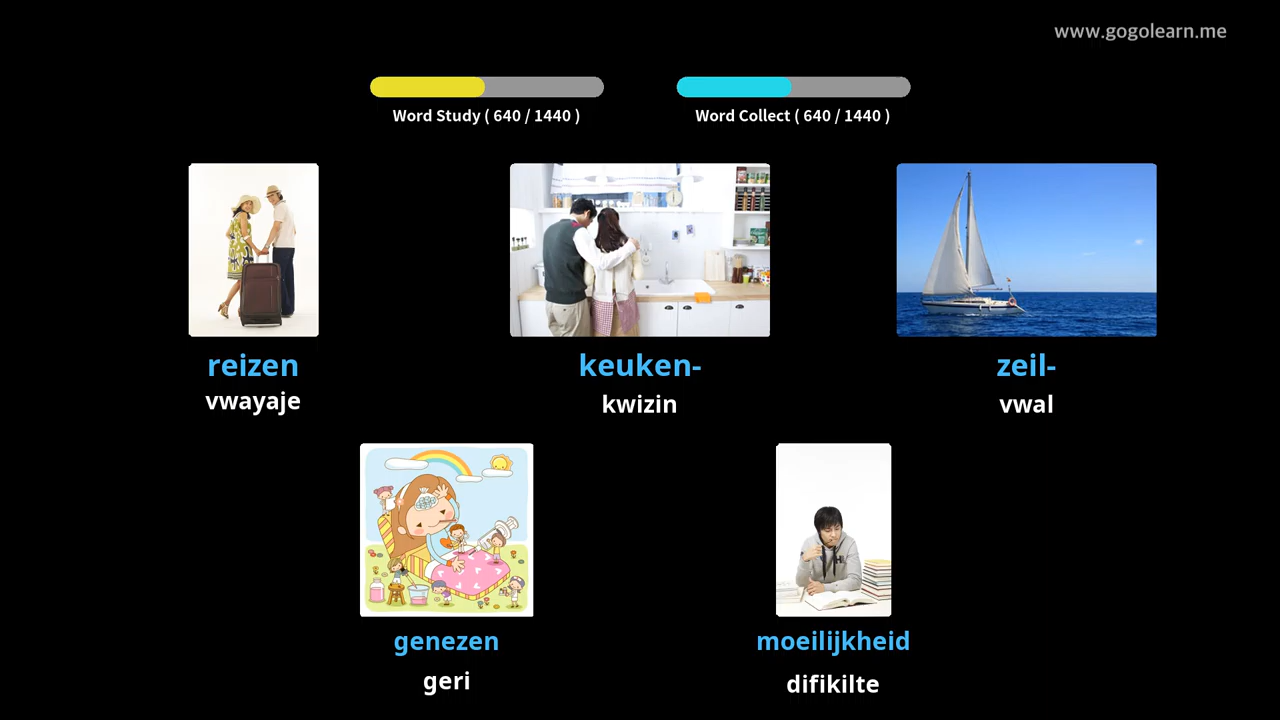 www.gogolearn.me
Word Study ( 640 / 1440 )
Word Collect ( 640 / 1440 )
reizen
vwayaje
keuken-
kwizin
zeil-
vwal
genezen
geri
moeilijkheid
difikilte